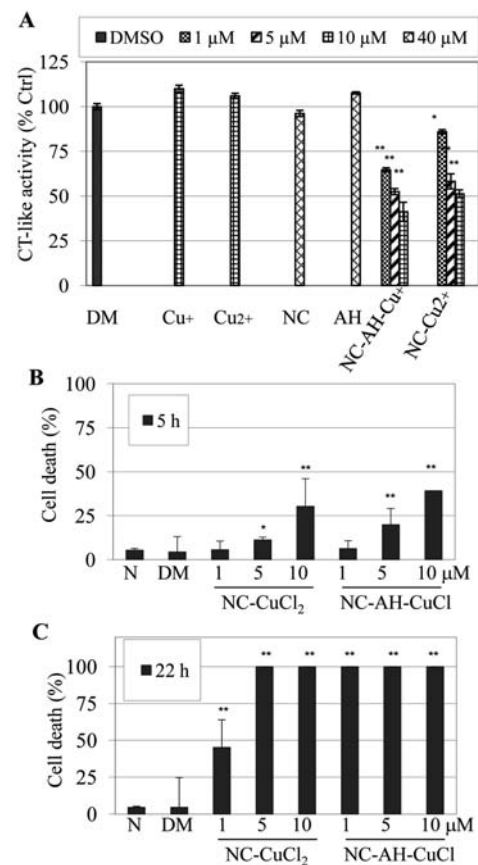 A
DMSO 1 µM 5 µM 10 µM 40 µM
CT-like activity (% Ctrl)
125
100
75
50
25
0
** ** ** * * **
DM Cu+ Cu2+ NC AH NC-AH-Cu+ NC-Cu2+
B
Cell death (%)
100
75
50
25
0
5 h
* ** ** **
N DM 1 5 10 1 5 10 µM
NC-CuCl2 NC-AH-CuCl
C
Cell death (%)
100
75
50
25
0
22 h
** ** ** ** ** **
N DM 1 5 10 1 5 10 µM
NC-CuCl2 NC-AH-CuCl